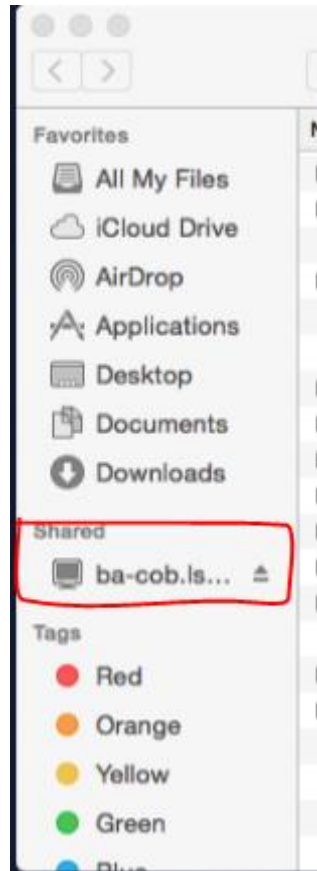 Favorites
All My Files
iCloud Drive
AirDrop
Applications
Desktop
Documents
Downloads
Shared
ba-cob.ls...
Tags
Red
Orange
Yellow
Green
Blue